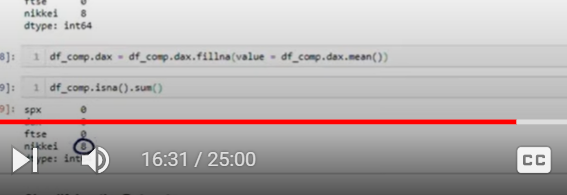 ftse 0
nikkei 8
dtype: int64
8]: 1 df_comp.dax = df_comp.dax.fillna(value = df_comp.dax.mean())
9]: 1 df_comp.isna().sum()
9]: spx 0
ftse 0
nikkei 8
16:31 / 25:00
CC